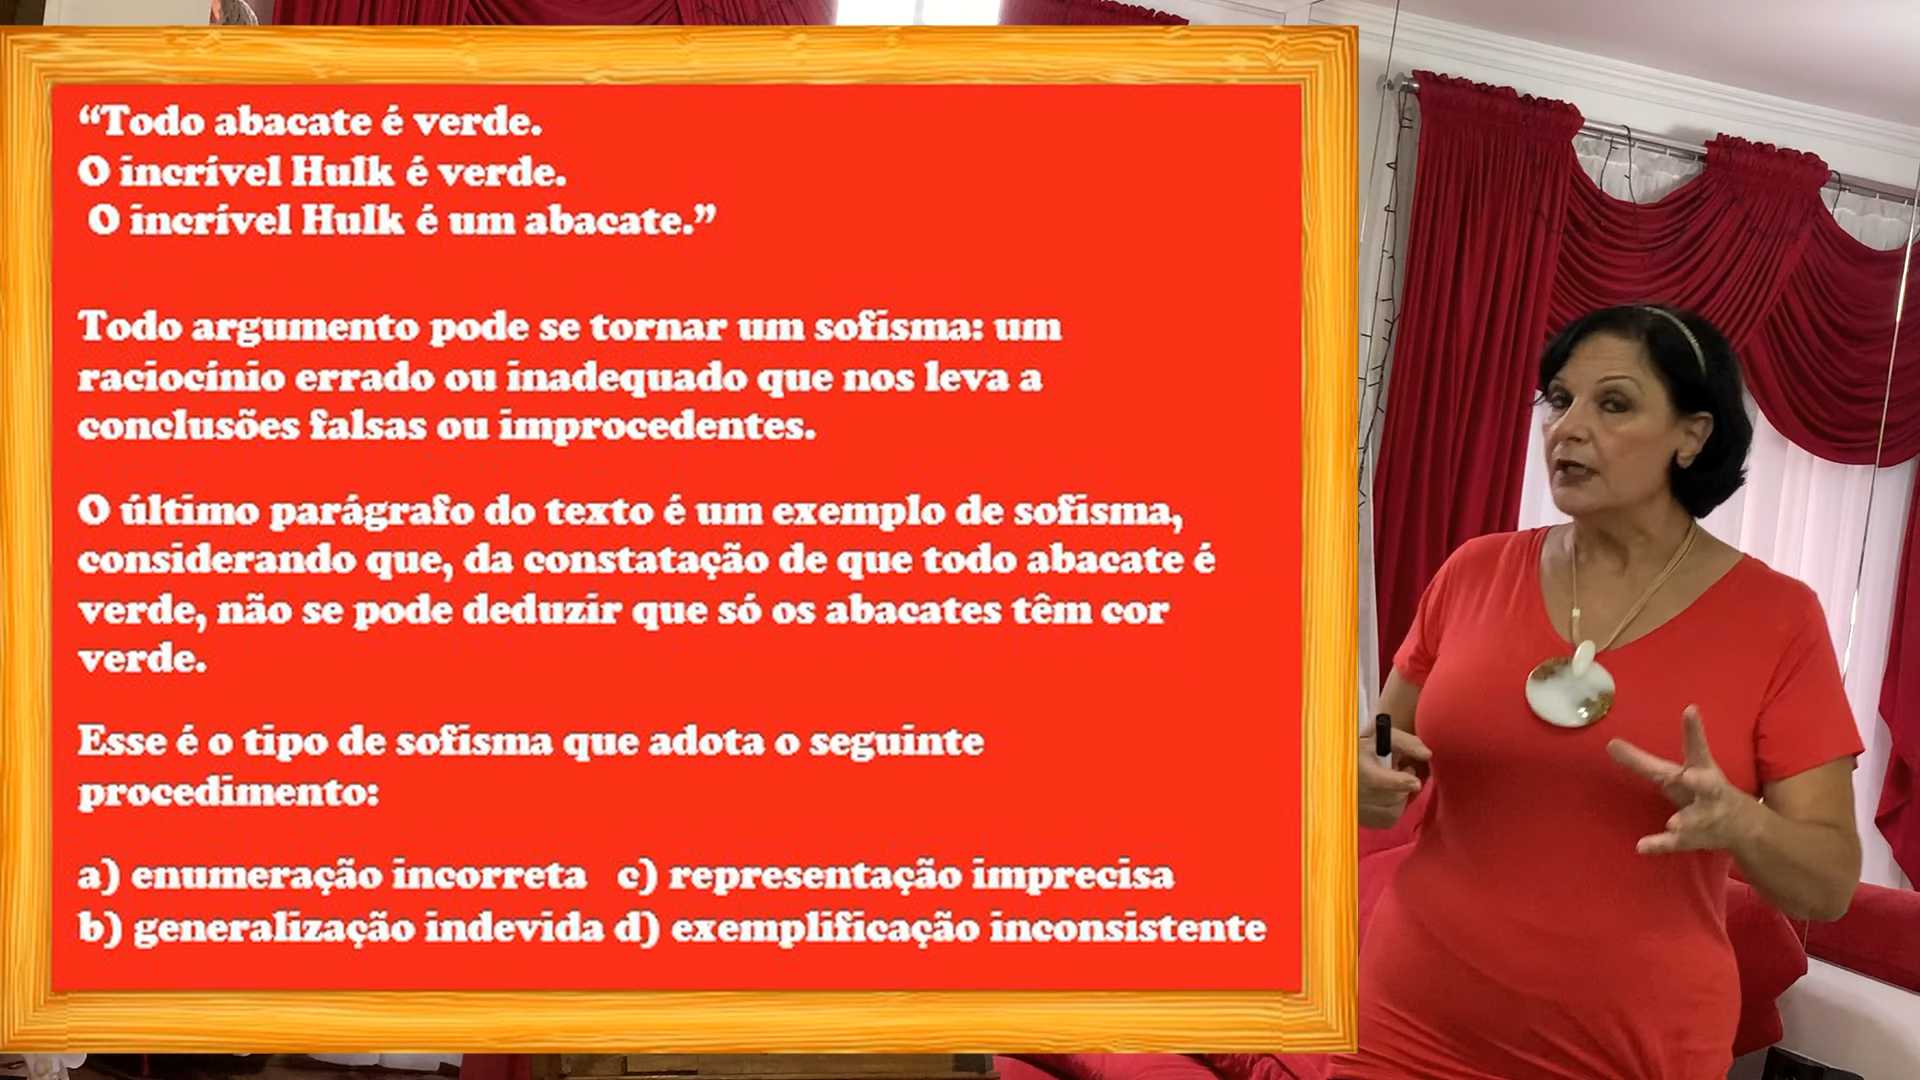 “Todo abacate é verde.
O incrível Hulk é verde.
O incrível Hulk é um abacate.”
Todo argumento pode se tornar um sofisma: um
raciocínio errado ou inadequado que nos leva a
conclusões falsas ou improcedentes.
O último parágrafo do texto é um exemplo de sofisma,
considerando que, da constatação de que todo abacate é
verde, não se pode deduzir que só os abacates têm cor
verde.
Esse é o tipo de sofisma que adota o seguinte
procedimento:
a) enumeração incorreta c) representação imprecisa
b) generalização indevida d) exemplificação inconsistente